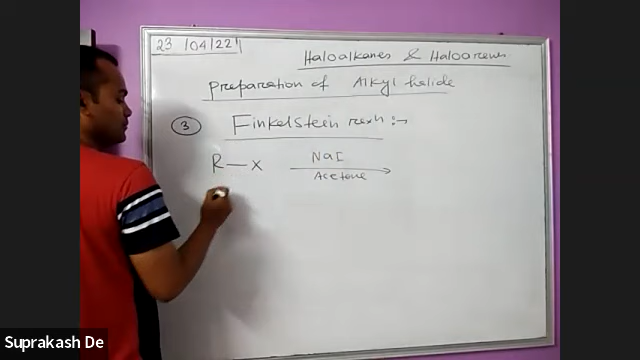 23/04/22
Haloalkanes & Haloarenes
Preparation of Alkyl halide
3 Finkelstein rexn :-
R—X NaI
Acetone
Suprakash De